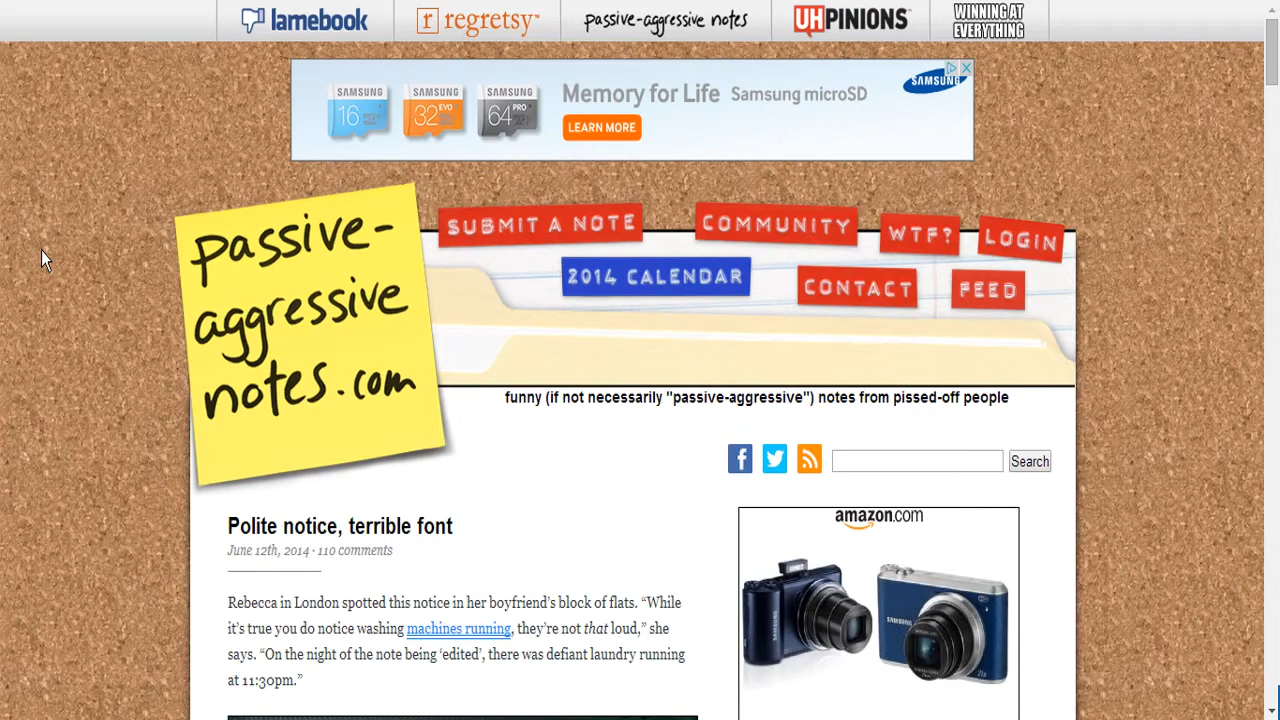 lamebook
r regretsy™
passive-aggressive notes
UHPINIONS
WINNING AT
EVERYTHING
SAMSUNG
16
SAMSUNG
32 EVO
SAMSUNG
64 PRO
Memory for Life Samsung microSD
LEARN MORE
SAMSUNG
passive-
aggressive
notes.com
SUBMIT A NOTE
COMMUNITY
WTF?
LOGIN
2014 CALENDAR
CONTACT
FEED
funny (if not necessarily "passive-aggressive") notes from pissed-off people
Search
Polite notice, terrible font
June 12th, 2014 · 110 comments
Rebecca in London spotted this notice in her boyfriend's block of flats. “While
it's true you do notice washing machines running, they're not that loud,” she
says. “On the night of the note being ‘edited’, there was defiant laundry running
at 11:30pm.”
amazon.com
SAMSUNG